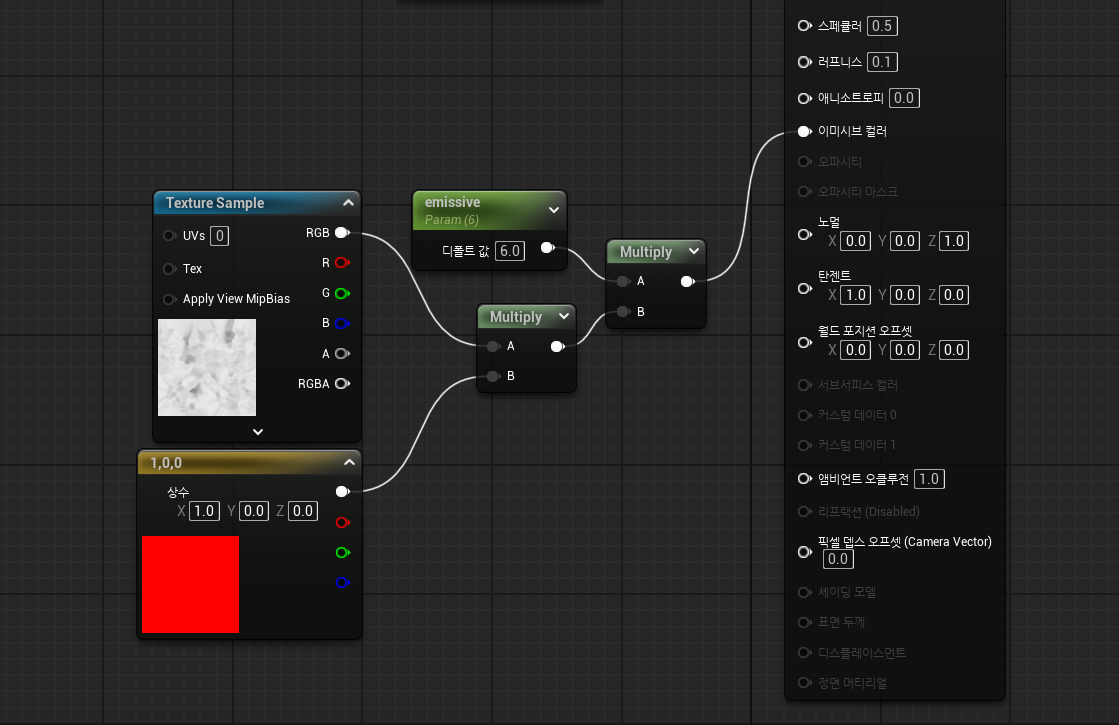 Texture Sample
UVs 0
RGB
Tex
R
Apply View MipBias
G
B
A
RGBA
1,0,0
상수
X 1.0 Y 0.0 Z 0.0
emissive
Param (6)
디폴트 값 6.0
Multiply
A
B
Multiply
A
B
스페큘러 0.5
러프니스 0.1
애니소트로피 0.0
이미시브 컬러
오파시티
오파시티 마스크
노멀
X 0.0 Y 0.0 Z 1.0
탄젠트
X 1.0 Y 0.0 Z 0.0
월드 포지션 오프셋
X 0.0 Y 0.0 Z 0.0
서브서피스 컬러
커스텀 데이터 0
커스텀 데이터 1
앰비언트 오클루전 1.0
리프랙션 (Disabled)
픽셀 뎁스 오프셋 (Camera Vector)
0.0
셰이딩 모델
표면 두께
디스플레이스먼트
정면 머티리얼